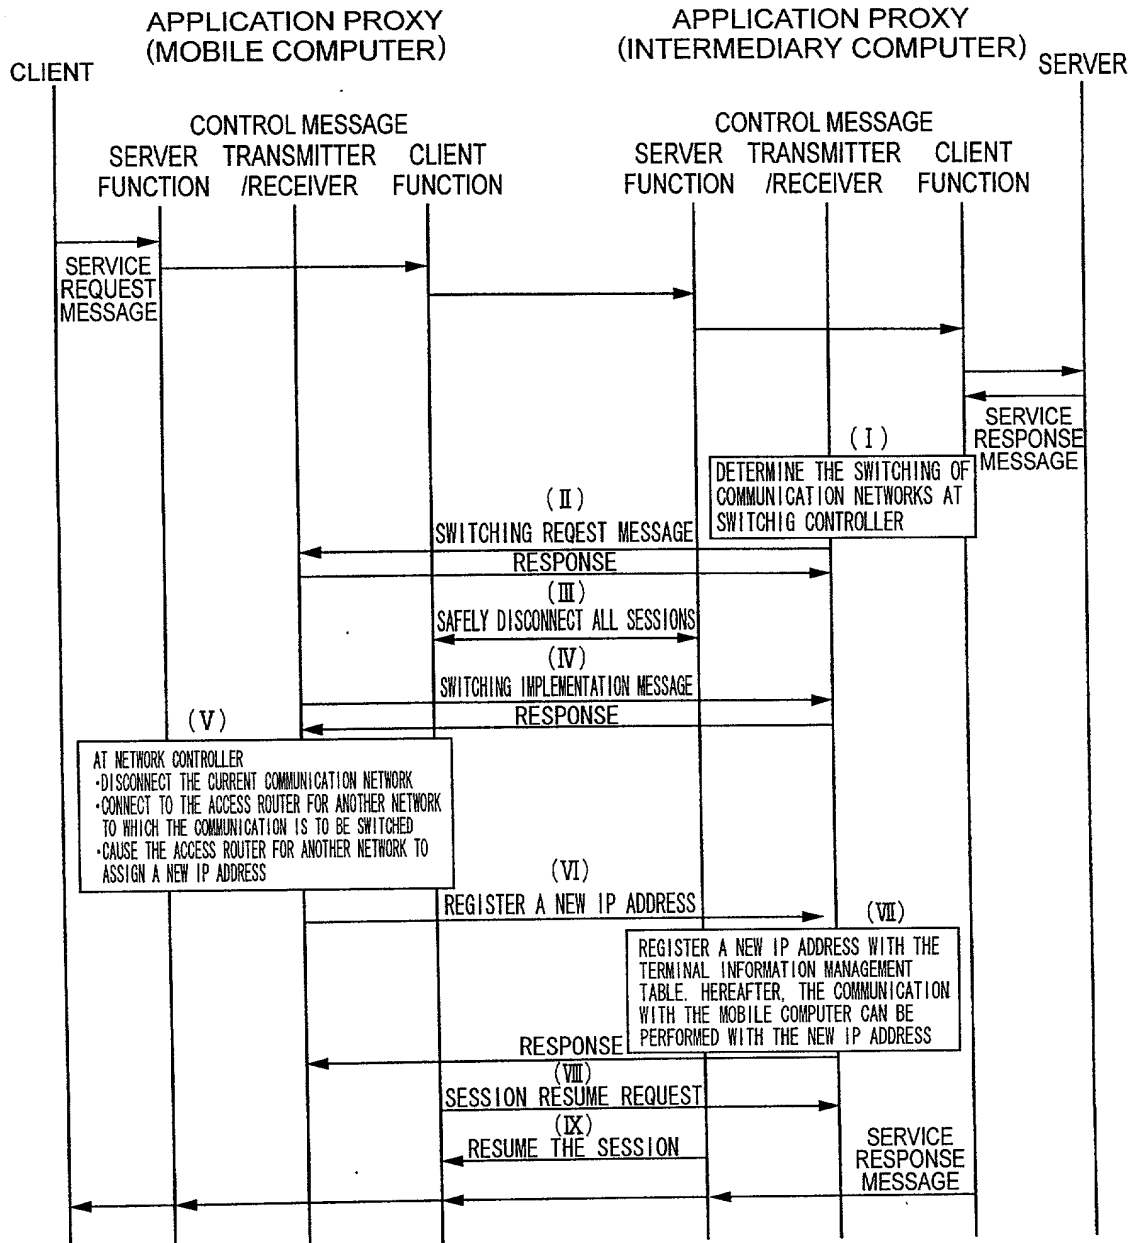 APPLICATION PROXY
(MOBILE COMPUTER)
APPLICATION PROXY
(INTERMEDIARY COMPUTER)
CLIENT
SERVER
CONTROL MESSAGE
SERVER TRANSMITTER CLIENT
FUNCTION /RECEIVER FUNCTION
CONTROL MESSAGE
SERVER TRANSMITTER CLIENT
FUNCTION /RECEIVER FUNCTION
SERVICE
REQUEST
MESSAGE
SERVICE
RESPONSE
MESSAGE
(I)
DETERMINE THE SWITCHING OF
COMMUNICATION NETWORKS AT
SWITCHIG CONTROLLER
(II)
SWITCHING REQEST MESSAGE
RESPONSE
(III)
SAFELY DISCONNECT ALL SESSIONS
(IV)
SWITCHING IMPLEMENTATION MESSAGE
RESPONSE
(V)
AT NETWORK CONTROLLER
·DISCONNECT THE CURRENT COMMUNICATION NETWORK
·CONNECT TO THE ACCESS ROUTER FOR ANOTHER NETWORK
TO WHICH THE COMMUNICATION IS TO BE SWITCHED
·CAUSE THE ACCESS ROUTER FOR ANOTHER NETWORK TO
ASSIGN A NEW IP ADDRESS
(VI)
REGISTER A NEW IP ADDRESS
(VII)
REGISTER A NEW IP ADDRESS WITH THE
TERMINAL INFORMATION MANAGEMENT
TABLE. HEREAFTER, THE COMMUNICATION
WITH THE MOBILE COMPUTER CAN BE
PERFORMED WITH THE NEW IP ADDRESS
RESPONSE
(VIII)
SESSION RESUME REQUEST
(IX)
RESUME THE SESSION
SERVICE
RESPONSE
MESSAGE